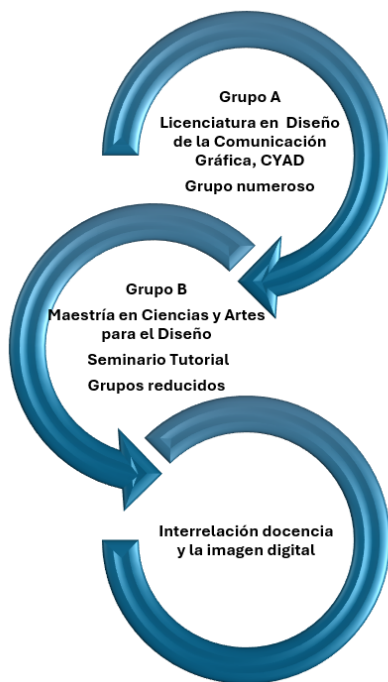 Grupo A
Licenciatura en Diseño
de la Comunicación
Gráfica, CYAD
Grupo numeroso
Grupo B
Maestría en Ciencias y Artes
para el Diseño
Seminario Tutorial
Grupos reducidos
Interrelación docencia
y la imagen digital